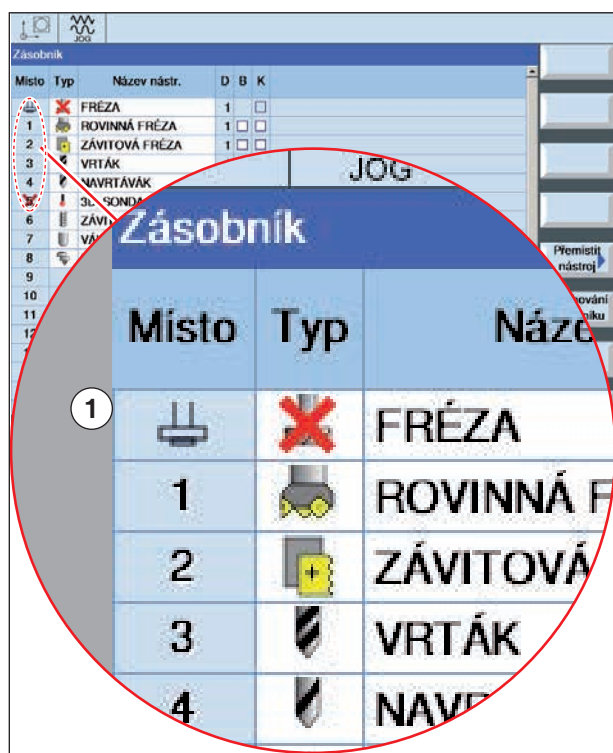 JOG
Zásobník
Místo Typ Název nástr. D B K
FRÉZA 1
1 ROVINNÁ FRÉZA 1
2 ZÁVITOVÁ FRÉZA 1
3 VRTÁK
4 NAVRTÁVÁK
5 3D SONDA
6
7
8
9
10
11
Přemístit
nástroj
JOG
Zásobník
Místo Typ Náze
1
FRÉZA
1 ROVINNÁ F
2 ZÁVITOVÁ
3 VRTÁK
4